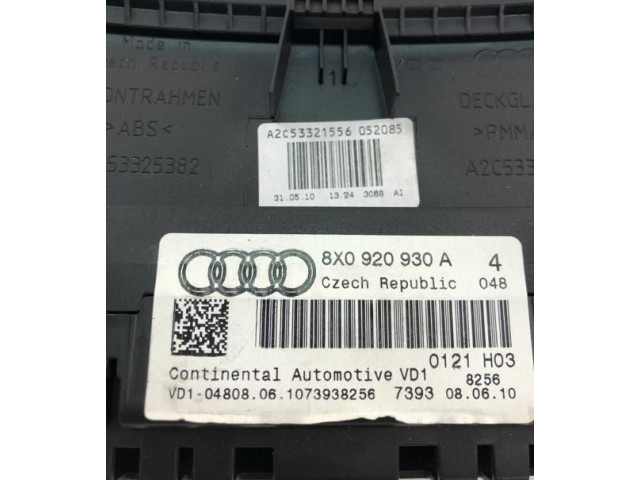 Made in
Czech Republic
1
ONTRAHMEN
>ABS<
53325382
DECKGL
>PMMA
A2C533
A2C53321556 052085
31.05.10 13:24 3068 A1
8X0 920 930 A 4
Czech Republic 048
0121 H03
Continental Automotive VD1 8256
VD1-04808.06.1073938256 7393 08.06.10